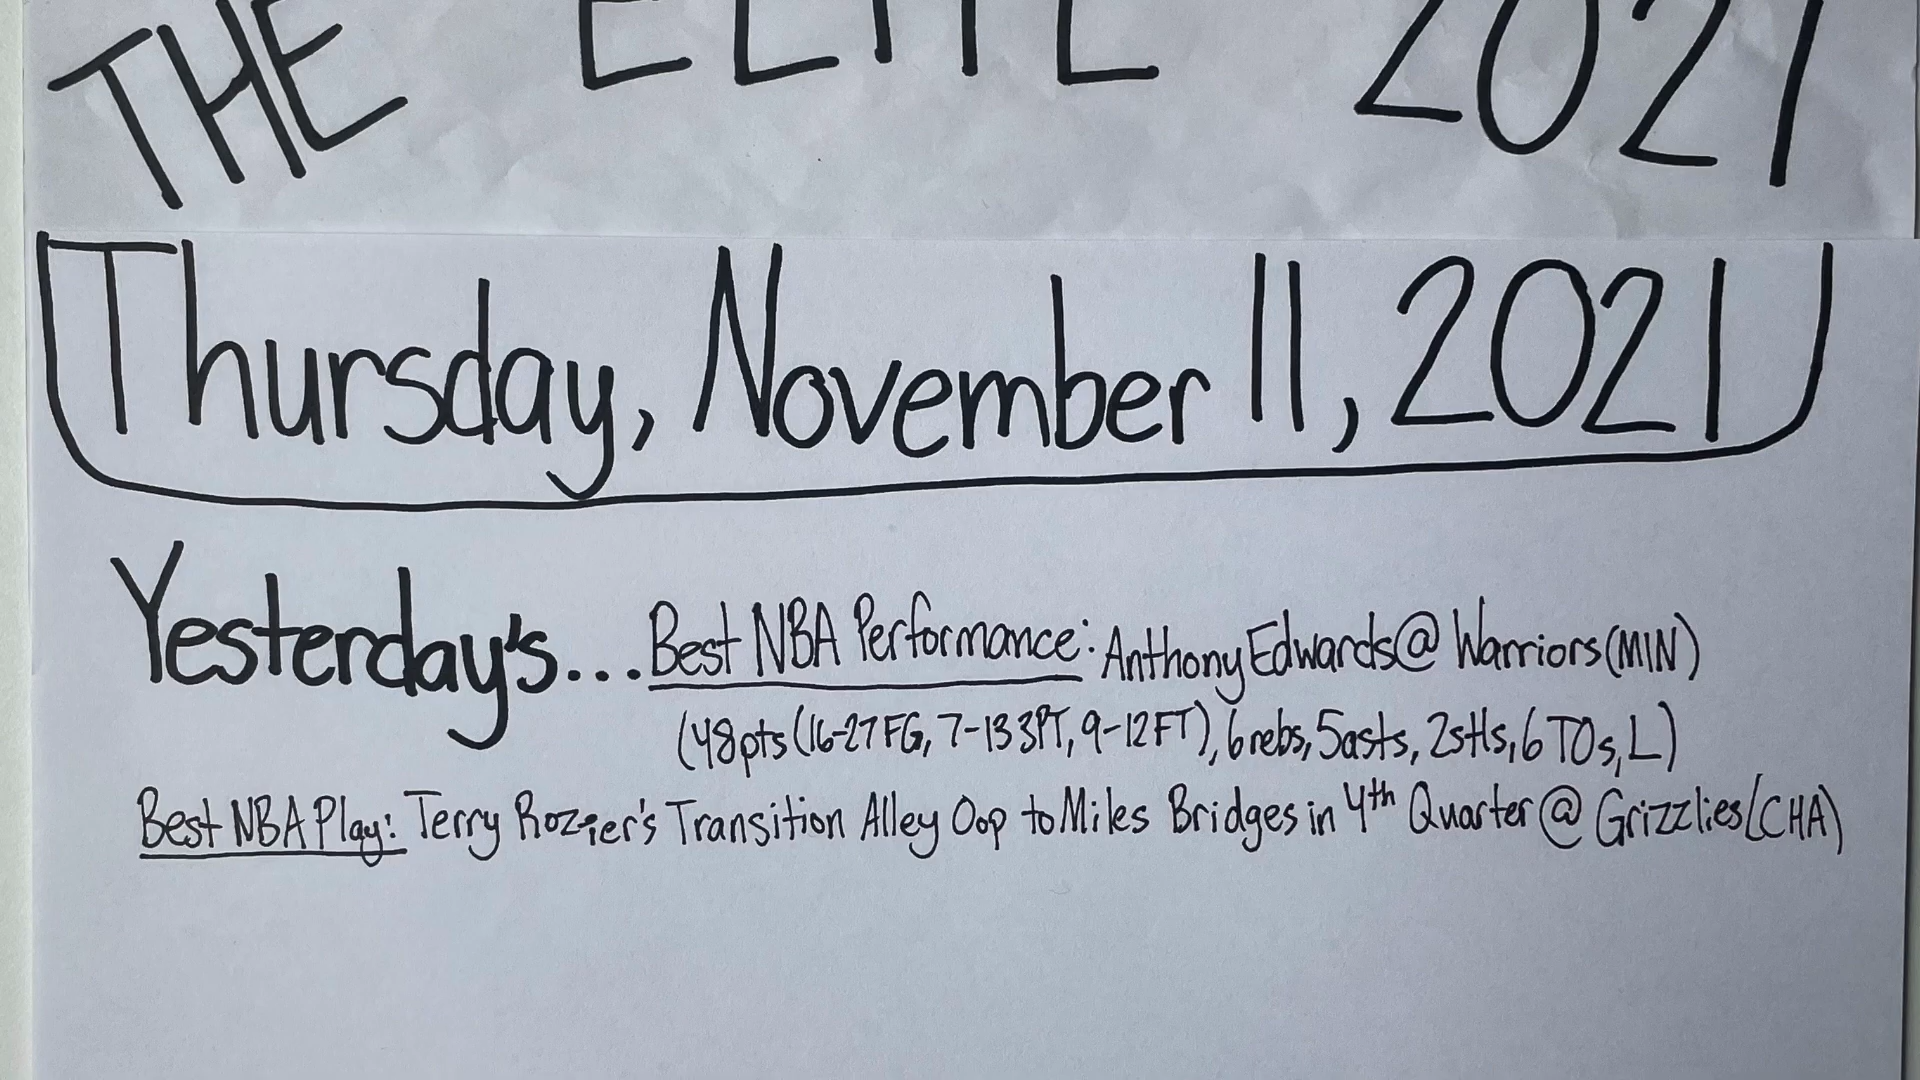 THE ELITE 2021
Thursday, November 11, 2021
Yesterday's... Best NBA Performance: Anthony Edwards @ Warriors (MIN)
(48pts (16-27 FG, 7-13 3PT, 9-12 FT), 6 rebs, 5 asts, 2 stls, 6 TOs, L)
Best NBA Play: Terry Rozier's Transition Alley Oop to Miles Bridges in 4th Quarter @ Grizzlies (CHA)